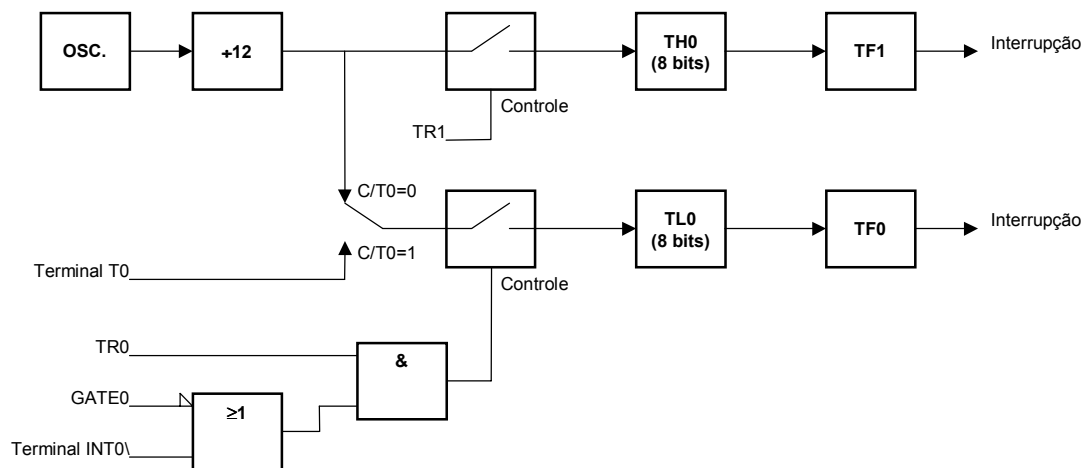 OSC.
+12
TH0
(8 bits)
TF1
Interrupção
Controle
TR1
C/T0=0
C/T0=1
TL0
(8 bits)
TF0
Interrupção
Terminal T0
Controle
TR0
&
GATE0
≥1
Terminal INT0\